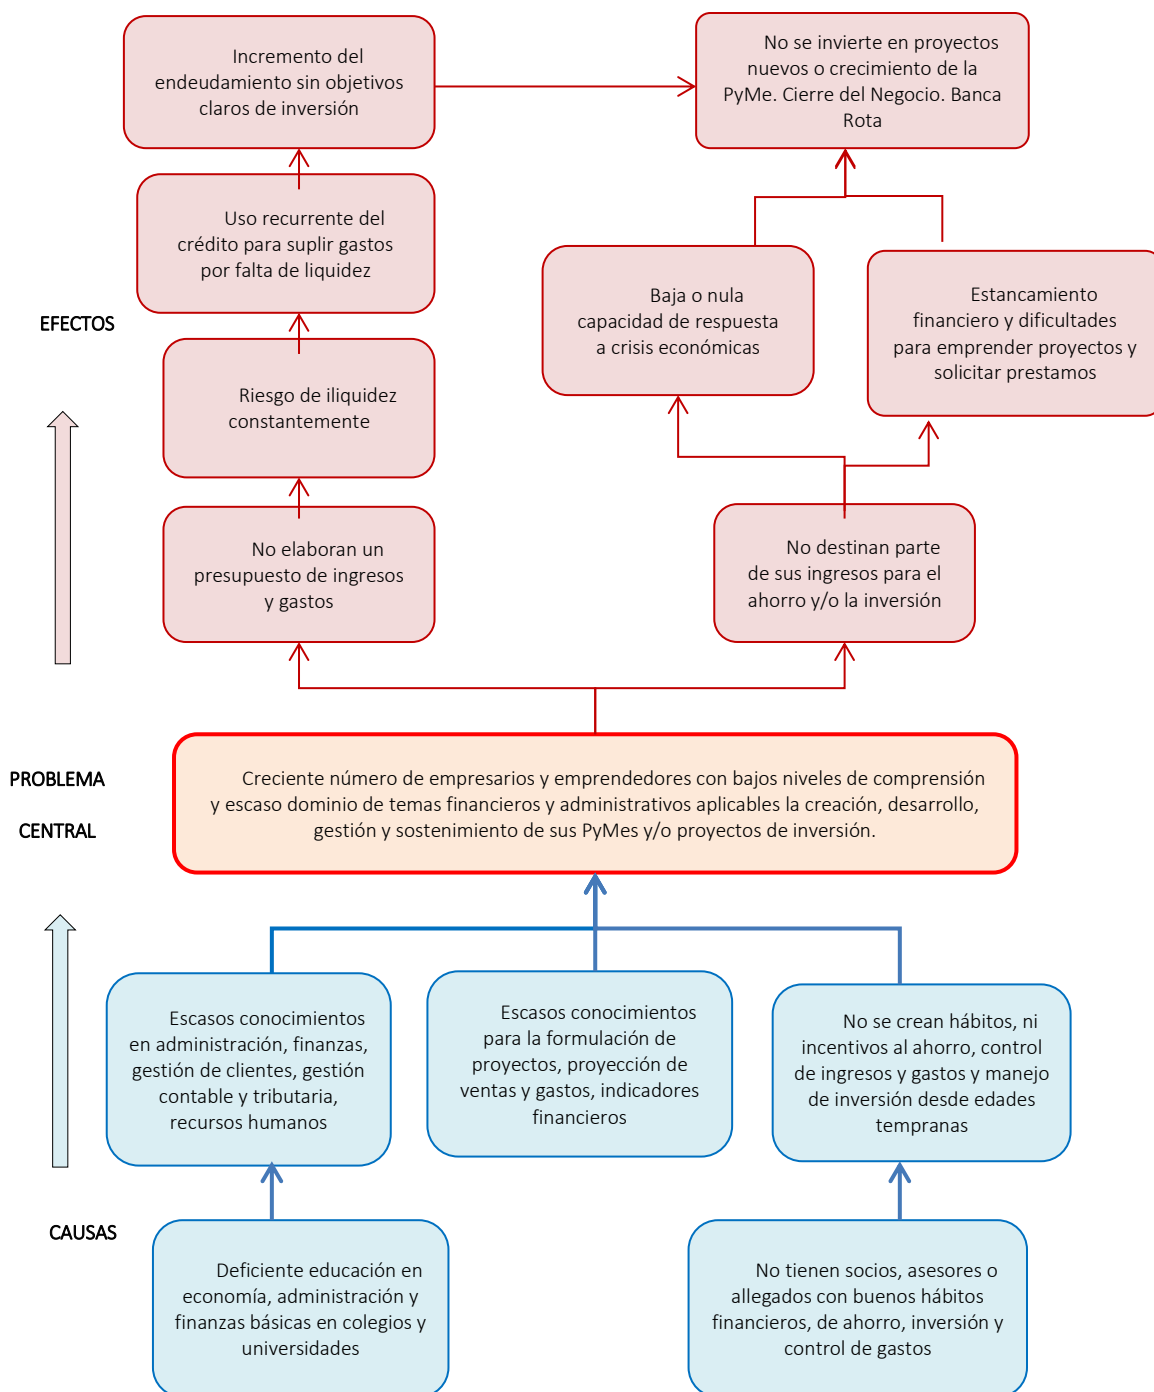 Incremento del
endeudamiento sin objetivos
claros de inversión
No se invierte en proyectos
nuevos o crecimiento de la
PyMe. Cierre del Negocio. Banca
Rota
Uso recurrente del
crédito para suplir gastos
por falta de liquidez
Baja o nula
capacidad de respuesta
a crisis económicas
Estancamiento
financiero y dificultades
para emprender proyectos y
solicitar prestamos
EFECTOS
Riesgo de iliquidez
constantemente
No elaboran un
presupuesto de ingresos
y gastos
No destinan parte
de sus ingresos para el
ahorro y/o la inversión
PROBLEMA
CENTRAL
Creciente número de empresarios y emprendedores con bajos niveles de comprensión
y escaso dominio de temas financieros y administrativos aplicables la creación, desarrollo,
gestión y sostenimiento de sus PyMes y/o proyectos de inversión.
Escasos conocimientos
en administración, finanzas,
gestión de clientes, gestión
contable y tributaria,
recursos humanos
Escasos conocimientos
para la formulación de
proyectos, proyección de
ventas y gastos, indicadores
financieros
No se crean hábitos, ni
incentivos al ahorro, control
de ingresos y gastos y manejo
de inversión desde edades
tempranas
CAUSAS
Deficiente educación en
economía, administración y
finanzas básicas en colegios y
universidades
No tienen socios, asesores o
allegados con buenos hábitos
financieros, de ahorro, inversión y
control de gastos